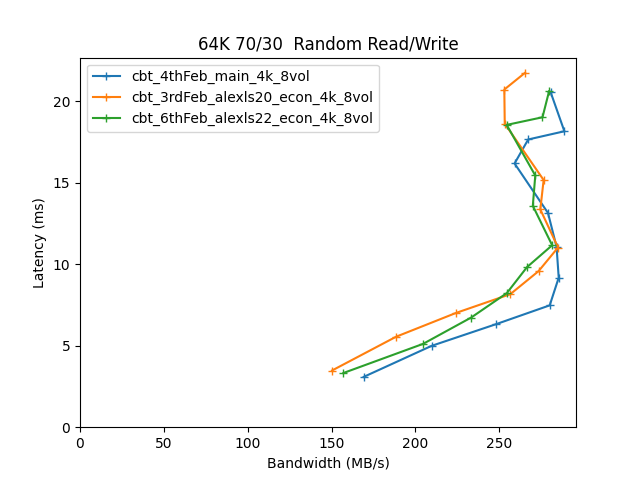 64K 70/30  Random Read/Write
cbt_4thFeb_main_4k_8vol
cbt_3rdFeb_alexls20_econ_4k_8vol
cbt_6thFeb_alexls22_econ_4k_8vol
Latency (ms)
20
15
10
5
0
0 50 100 150 200 250
Bandwidth (MB/s)